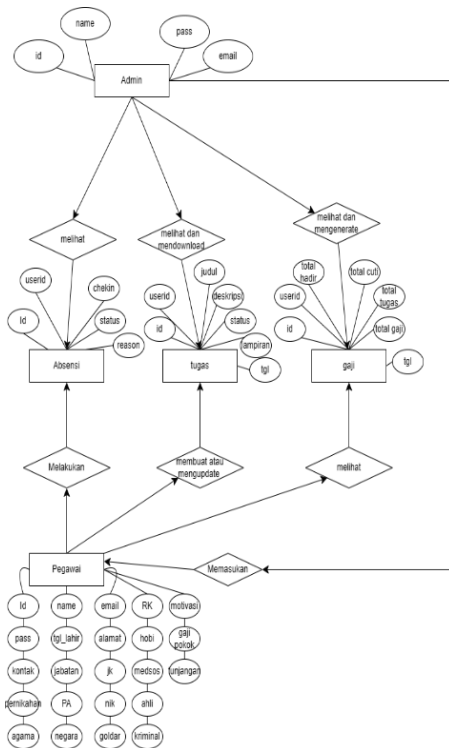 name
pass
id
email
Admin
melihat
melihat dan
mendownload
melihat dan
mengenerate
userid
chekin
Id
status
reason
Absensi
judul
userid
deskripsi
id
status
lampiran
tugas
tgl
total
hadir
total cuti
userid
total
tugas
id
total gaji
gaji
tgl
Melakukan
membuat atau
mengupdate
melihat
Pegawai
Memasukan
Id
name
email
RK
motivasi
pass
tgl_lahir
alamat
hobi
gaji
pokok
kontak
jabatan
jk
medsos
tunjangan
pernikahan
PA
nik
ahli
agama
negara
goldar
kriminal